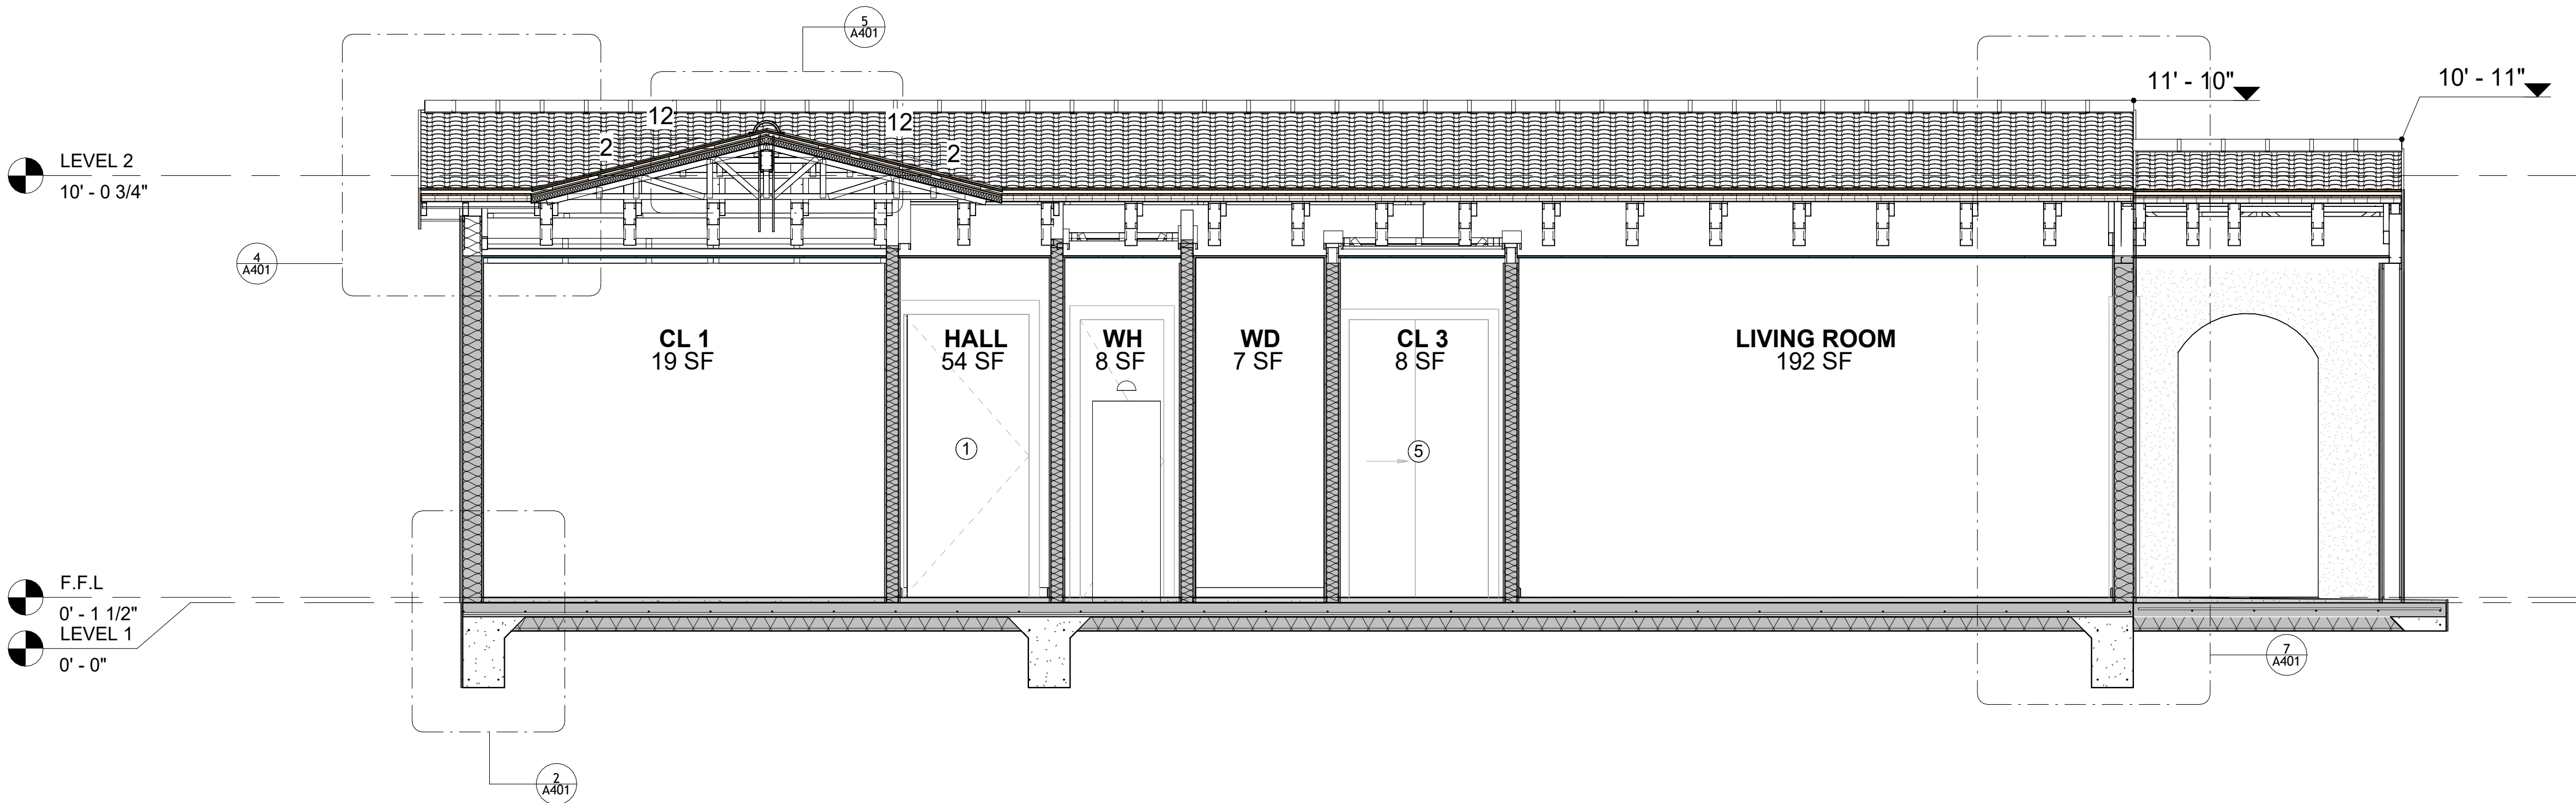 5
A401
11' - 10"
10' - 11"
12
12
2
2
LEVEL 2
10' - 0 3/4"
4
A401
CL 1
19 SF
HALL
54 SF
WH
8 SF
WD
7 SF
CL 3
8 SF
LIVING ROOM
192 SF
1
5
F.F.L
0' - 1 1/2"
LEVEL 1
0' - 0"
7
A401
2
A401